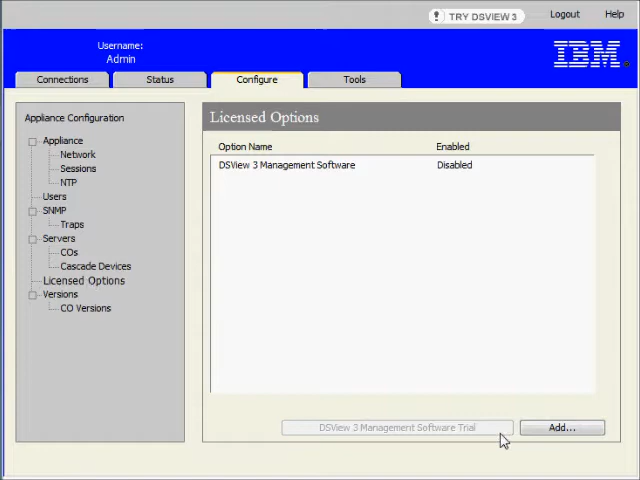 TRY DSVIEW 3
Logout
Help
Username:
Admin
IBM
Connections
Status
Configure
Tools
Appliance Configuration
Appliance
Network
Sessions
NTP
Users
SNMP
Traps
Servers
COs
Cascade Devices
Licensed Options
Versions
CO Versions
Licensed Options
Option Name Enabled
DSView 3 Management Software Disabled
DSView 3 Management Software Trial
Add...